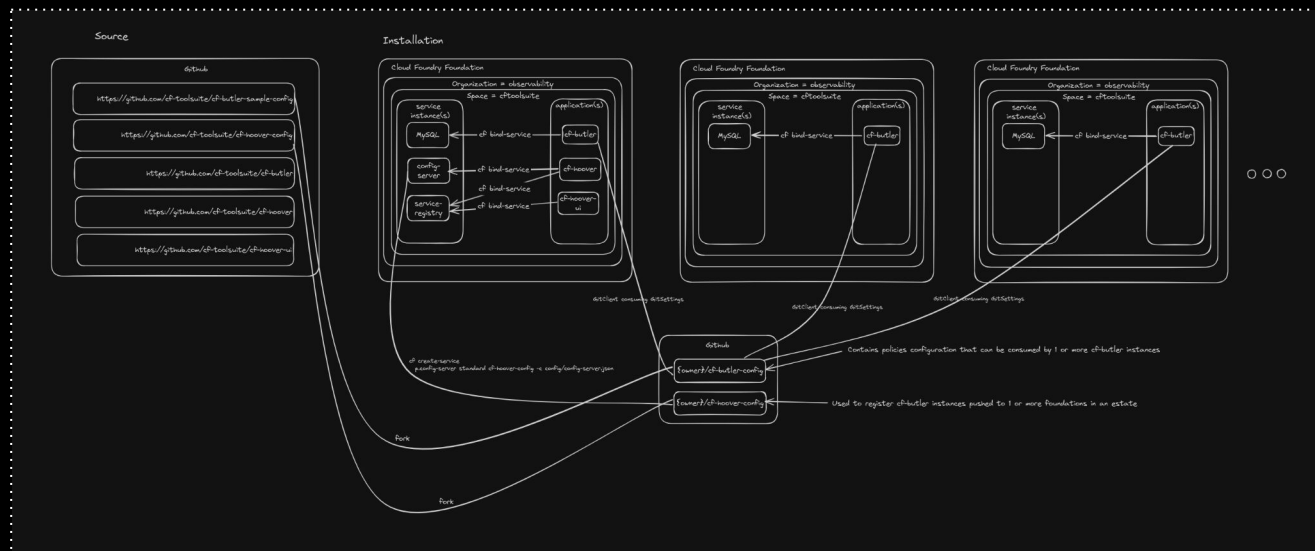 Source
Github
https://github.com/cf-toolsuite/cf-butler-sample-config
https://github.com/cf-toolsuite/cf-hoover-config
https://github.com/cf-toolsuite/cf-butler
https://github.com/cf-toolsuite/cf-hoover
https://github.com/cf-toolsuite/cf-hoover-ui
Installation
Cloud Foundry Foundation
Organization = observability
Space = cftoolsuite
service
instance(s)
application(s)
MySQL
cf bind-service
cf-butler
config-
server
cf bind-service
cf-hoover
cf bind-service
service-
registry
cf bind-service
cf-hoover-
ui
Cloud Foundry Foundation
Organization = observability
Space = cftoolsuite
service
instance(s)
application(s)
MySQL
cf bind-service
cf-butler
Cloud Foundry Foundation
Organization = observability
Space = cftoolsuite
service
instance(s)
application(s)
MySQL
cf bind-service
cf-butler
GitClient consuming GitSettings
GitClient consuming GitSettings
GitClient consuming GitSettings
cf create-service
p.config-server standard cf-hoover-config -c config/config-server.json
Github
{owner}/cf-butler-config
{owner}/cf-hoover-config
Contains policies configuration that can be consumed by 1 or more cf-butler instances
Used to register cf-butler instances pushed to 1 or more foundations in an estate
fork
fork